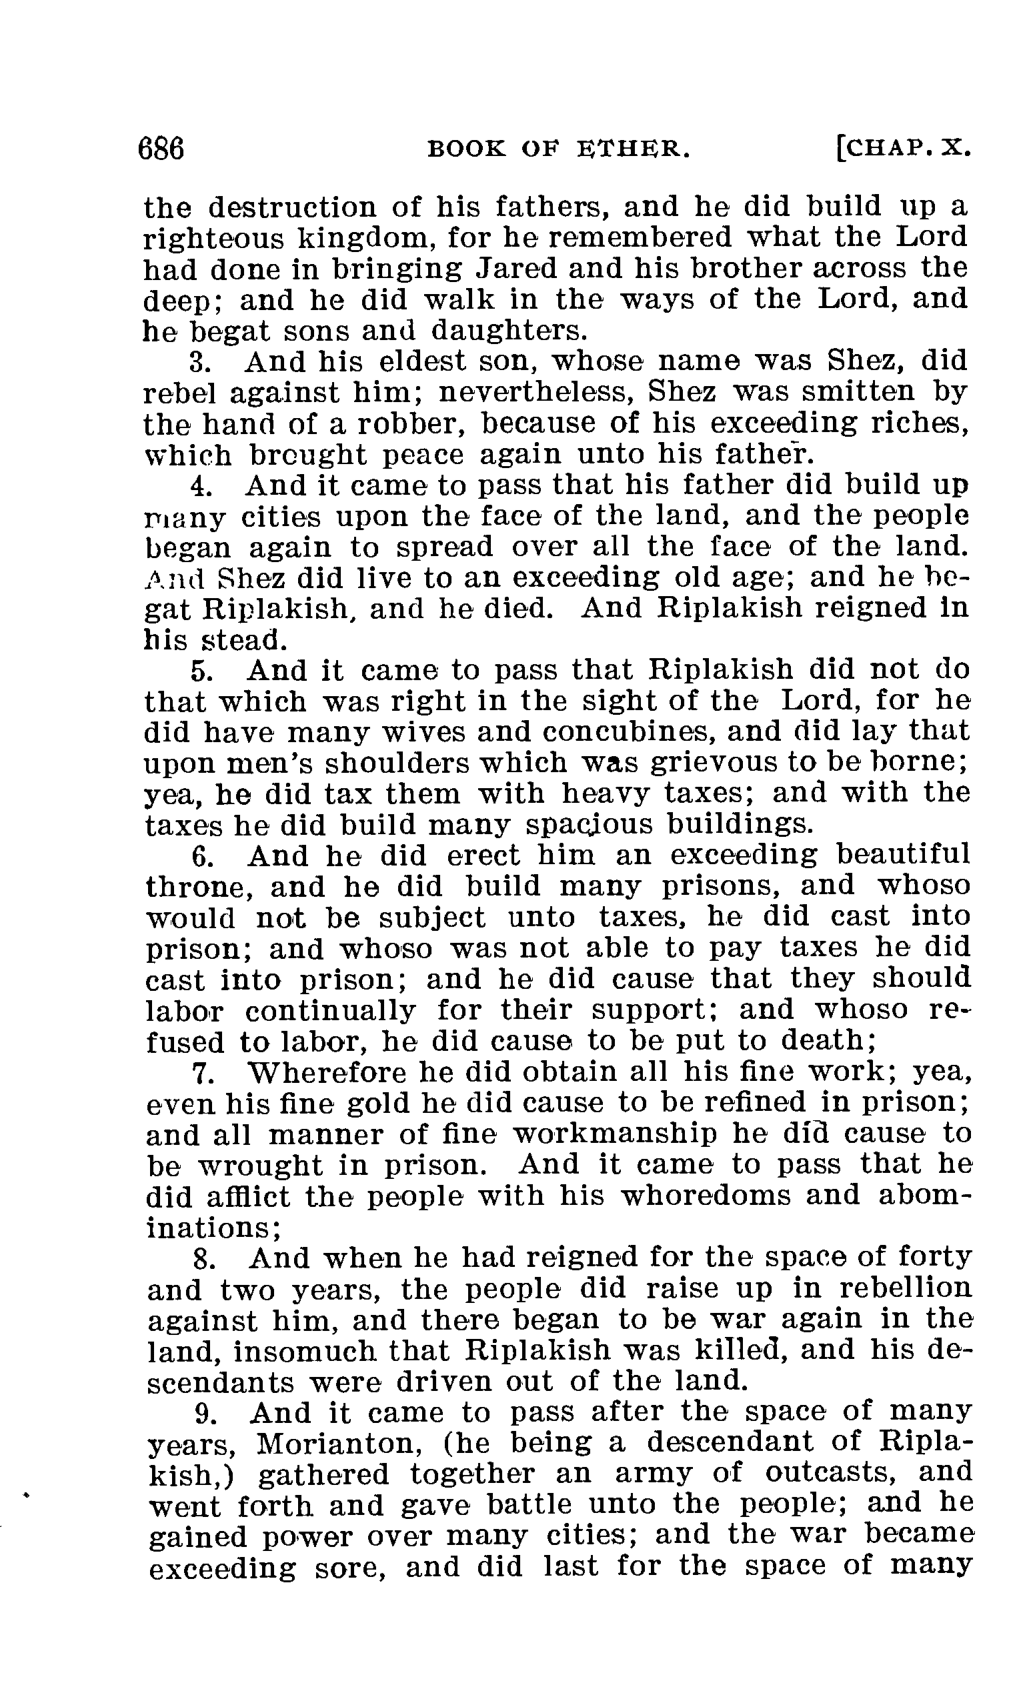 686 BOOK OF ETHER. [CHAP. X.
the destruction of his fathers, and he did build up a
righteous kingdom, for he remembered what the Lord
had done in bringing Jared and his brother across the
deep; and he did walk in the ways of the Lord, and
he begat sons and daughters.
3. And his eldest son, whose name was Shez, did
rebel against him; nevertheless, Shez was smitten by
the hand of a robber, because of his exceeding riches,
which brought peace again unto his father.
4. And it came to pass that his father did build up
many cities upon the face of the land, and the people
began again to spread over all the face of the land.
And Shez did live to an exceeding old age; and he be-
gat Riplakish, and he died. And Riplakish reigned in
his stead.
5. And it came to pass that Riplakish did not do
that which was right in the sight of the Lord, for he
did have many wives and concubines, and did lay that
upon men's shoulders which was grievous to be borne;
yea, he did tax them with heavy taxes; and with the
taxes he did build many spacious buildings.
6. And he did erect him an exceeding beautiful
throne, and he did build many prisons, and whoso
would not be subject unto taxes, he did cast into
prison; and whoso was not able to pay taxes he did
cast into prison; and he did cause that they should
labor continually for their support; and whoso re-
fused to labor, he did cause to be put to death;
7. Wherefore he did obtain all his fine work; yea,
even his fine gold he did cause to be refined in prison;
and all manner of fine workmanship he did cause to
be wrought in prison. And it came to pass that he
did afflict the people with his whoredoms and abom-
inations;
8. And when he had reigned for the space of forty
and two years, the people did raise up in rebellion
against him, and there began to be war again in the
land, insomuch that Riplakish was killed, and his de-
scendants were driven out of the land.
9. And it came to pass after the space of many
years, Morianton, (he being a descendant of Ripla-
kish,) gathered together an army of outcasts, and
went forth and gave battle unto the people; and he
gained power over many cities; and the war became
exceeding sore, and did last for the space of many